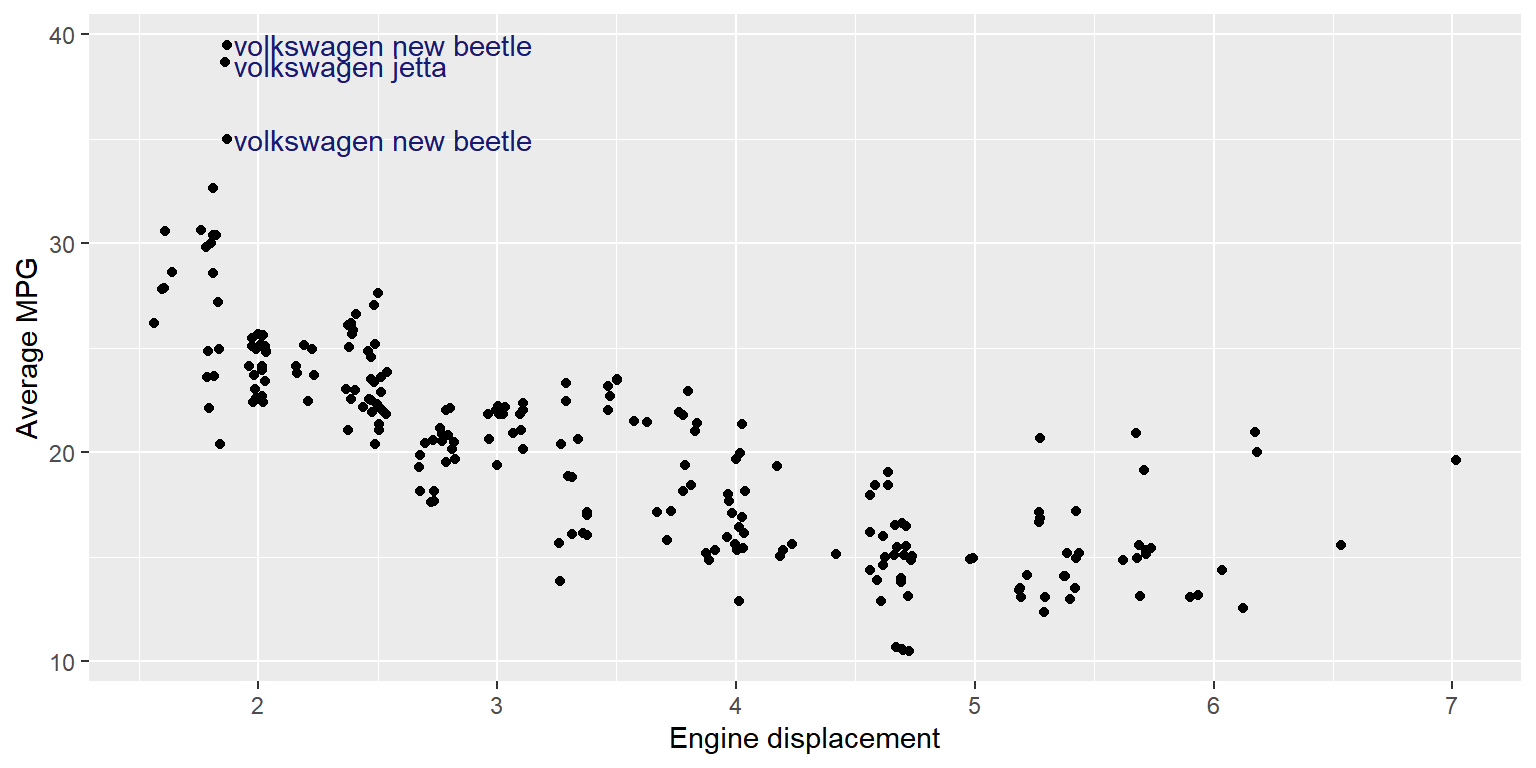 40
volkswagen new beetle
volkswagen jetta
volkswagen new beetle
30
20
10
Average MPG
2 3 4 5 6 7
Engine displacement